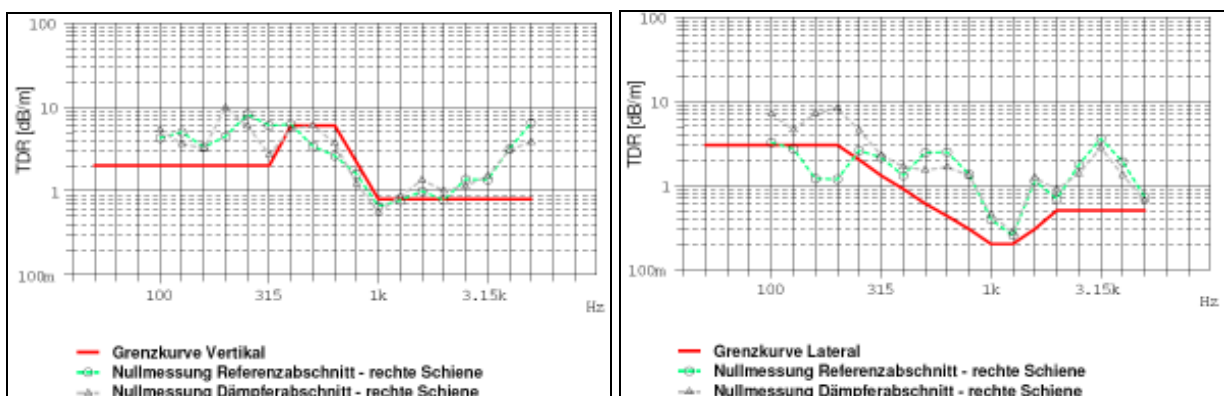 100
10
1
100m
TDR [dB/m]
100
315
1k
3.15k
Hz
Grenzkurve Vertikal
Nullmessung Referenzabschnitt - rechte Schiene
Nullmessung Dämpferabschnitt - rechte Schiene
100
10
1
100m
TDR [dB/m]
100
315
1k
3.15k
Hz
Grenzkurve Lateral
Nullmessung Referenzabschnitt - rechte Schiene
Nullmessung Dämpferabschnitt - rechte Schiene